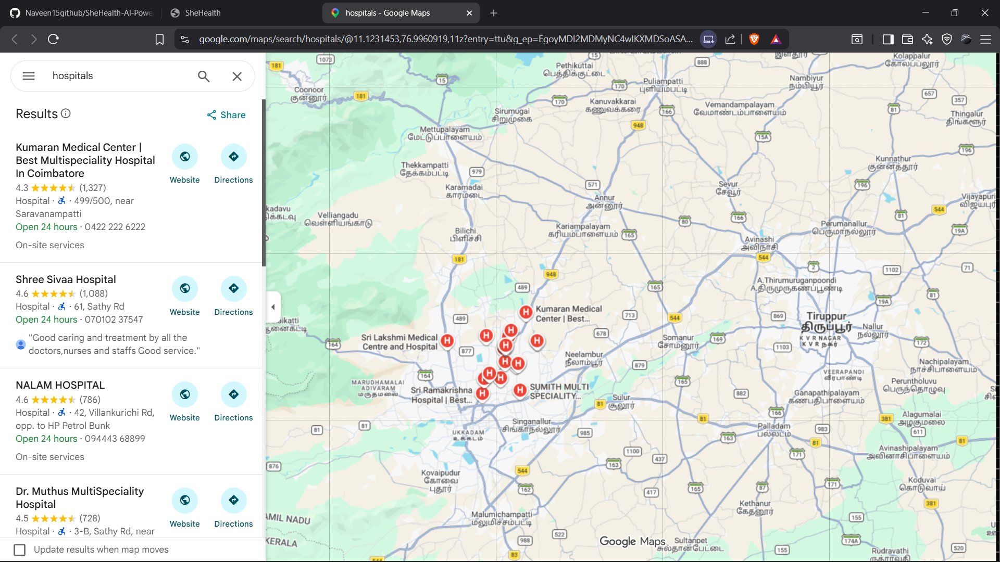 Naveen15github/SheHealth-AI-Powe
SheHealth
hospitals - Google Maps
google.com/maps/search/hospitals/@11.1231453,76.9960919,11z?entry=ttu&g_ep=EgoyMDI2MDMyNC4wIKXMDSoASA...
hospitals
Results
Share
Kumaran Medical Center |
Best Multispeciality Hospital
In Coimbatore
4.3 (1,327)
Hospital · 499/500, near
Saravanampatti
Open 24 hours · 0422 222 6222
On-site services
Website
Directions
Shree Sivaa Hospital
4.6 (1,088)
Hospital · 61, Sathy Rd
Open 24 hours · 070102 37547
"Good caring and treatment by all the
doctors,nurses and staffs Good service."
Website
Directions
NALAM HOSPITAL
4.6 (786)
Hospital · 42, Villankurichi Rd,
opp. to HP Petrol Bunk
Open 24 hours · 094443 68899
On-site services
Website
Directions
Dr. Muthus MultiSpeciality
Hospital
4.5 (728)
Hospital · 3-B, Sathy Rd, near
Website
Directions
Update results when map moves
181
1073
15
888
Kolappalur
கோலப்பலூர்
Pethikuttai
பெத்திக்குட்டை
15
Coonoor
குன்னூர்
181
170
Puliampatti
புளியம்பட்டி
Nambiyur
நம்பியூர்
657
357
170
Kanuvakkarai
கணுவக்கரை
166
Vemandampalayam
வேமாண்டம்பாளையம்
81
Thingalur
திங்களூர்
Sirumugai
சிறுமுகை
948
Mettupalayam
மேட்டுப்பாளையம்
15A
196
Thekkampatti
தேக்கம்பட்டி
979
Kunnathur
குன்னத்தூர்
Karamadai
காரமடை
571
Sevur
சேவூர்
196
Annur
அன்னூர்
Vijayapuri
544
81
kadavu
Velliangadu
வெள்ளியங்காடு
80
166
Perumanallur
பெருமாநல்லூர்
19A
Bilichi
பிளிச்சி
Kariampalayam
கரியம்பாளையம்
165
Avinashi
அவிநாசி
181
544
948
2
1102
71
489
165
A.Thirumuruganpoondi
A.திருமுருகன்பூண்டி
81
19A
Kumaran Medical
Center | Best...
713
544
869
Tiruppur
திருப்பூர்
489
aikatti
ஆனைகட்டி
Sri Lakshmi Medical
Centre and Hospital
678
Somanur
சோமனூர்
169
K V R NAGAR
K V R நகர்
Nallur
நல்லூர்
172
164
877
1103
Neelambur
நீலாம்பூர்
879
Nachipalayam
நாச்சிபாளையம்
164
165
VEERAPANDI
வீரபாண்டி
MARUDHAMALAI
ADIVARAM
மருதமலை
Sri Ramakrishna
Hospital | Best...
SUMITH MULTI
SPECIALITY...
Peruntholuvu
பெருந்தொழுவு
882
Ganapathipalayam
கணபதிபாளையம்
81
Sulur
சூலூர்
166
81
381
Alagumalai
அழகுமலை
611
81
81
Singanallur
சிங்காநல்லூர்
985
UKKADAM
உக்கடம்
163
Palladam
பல்லடம்
983
81
81
1100
437
171
Avinashipalayam
அவினாசிபாளையம்
876
163
544
Kovaipudur
கோவை
புதூர்
162
417
165
87
171
Koduvai
கொடுவாய்
Kethanur
கேதனூர்
381
AMIL NADU
Malumichampatti
மலுமிச்சம்பட்டி
155
KERALA
988
522
Google Maps
Sultanpet
சுல்தான்பேட்டை
155
174A
520
83
Rudravathi
544